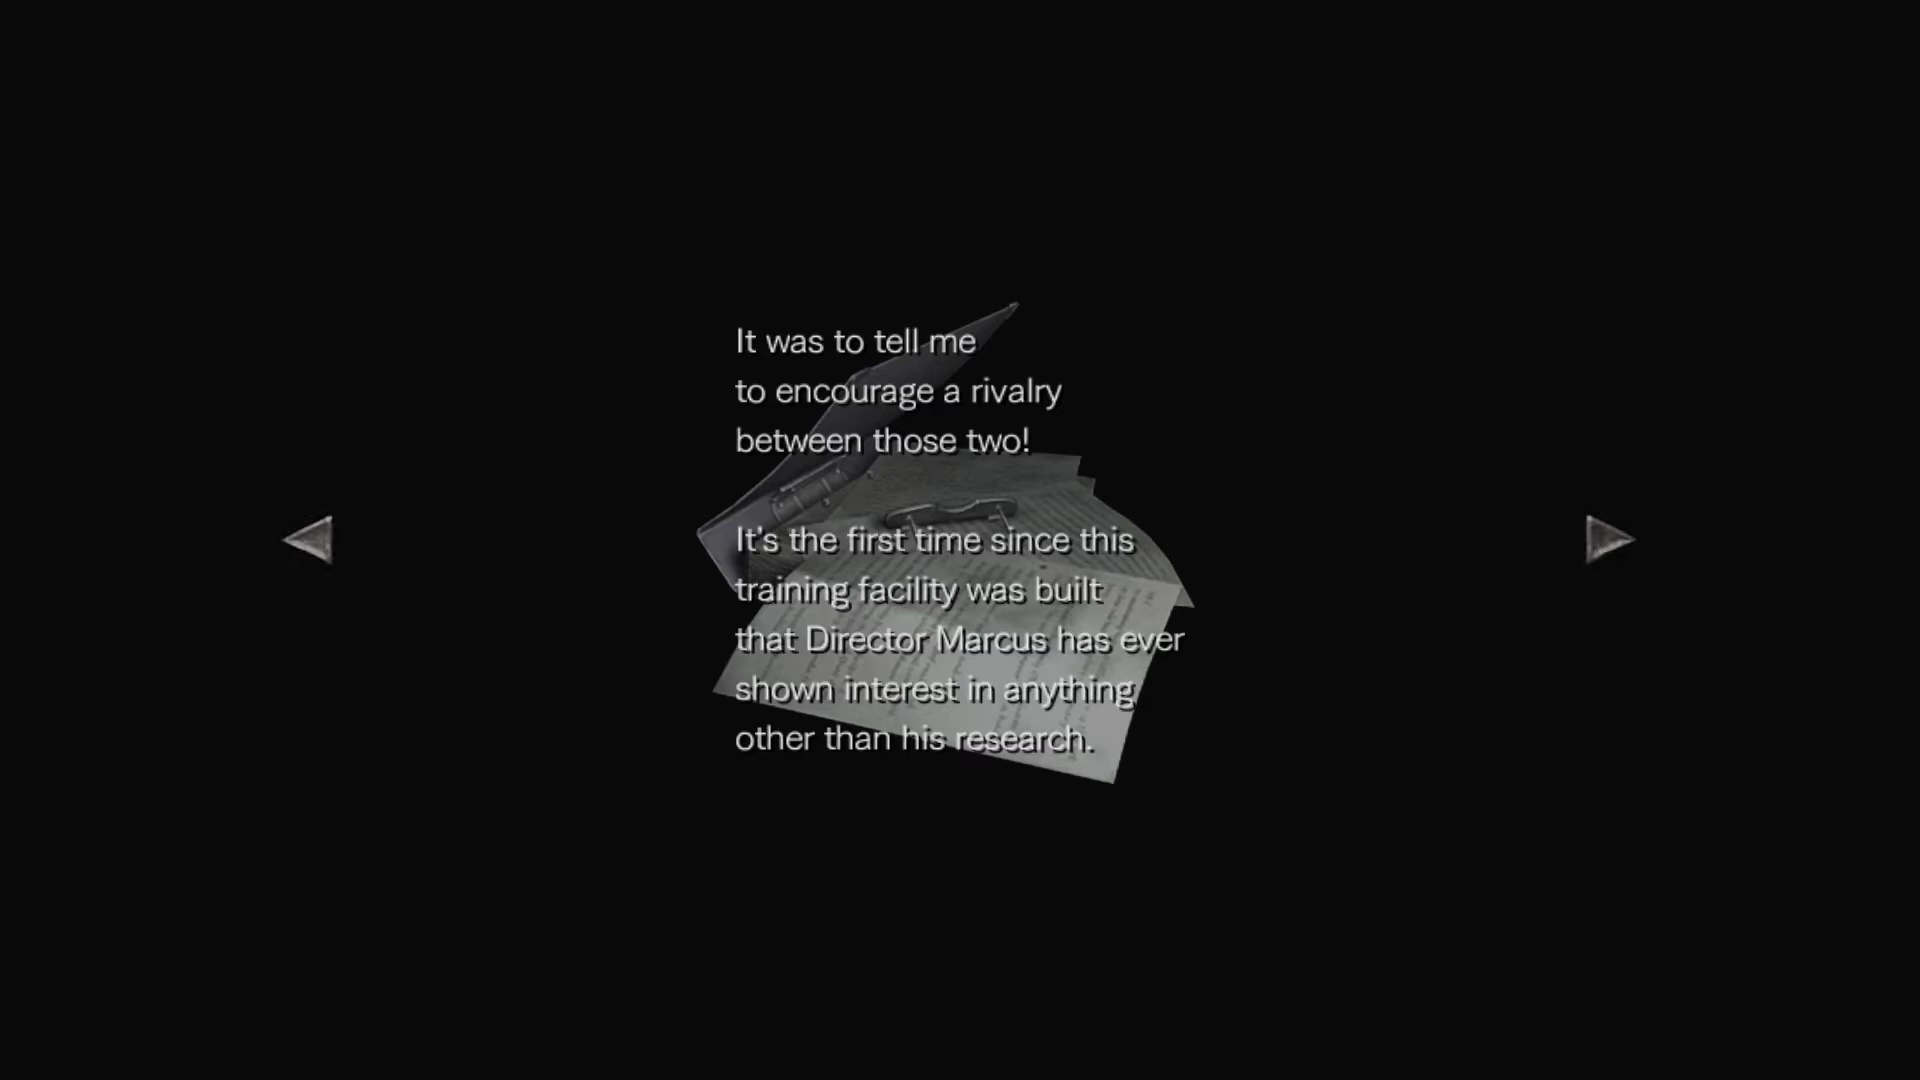 It was to tell me
to encourage a rivalry
between those two!
It's the first time since this
training facility was built
that Director Marcus has ever
shown interest in anything
other than his research.